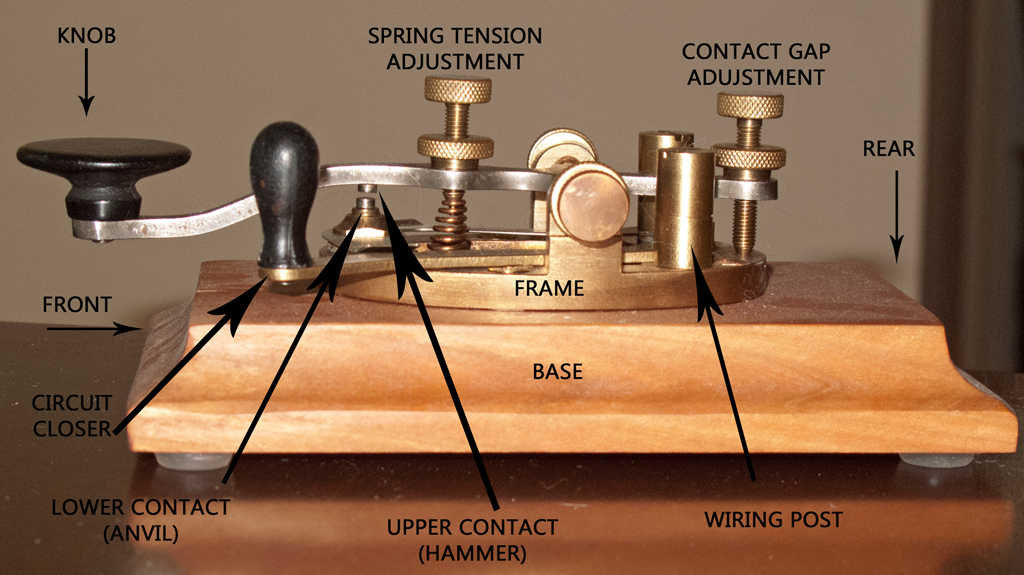 KNOB
SPRING TENSION
ADJUSTMENT
CONTACT GAP
ADUJSTMENT
REAR
FRAME
FRONT
BASE
CIRCUIT
CLOSER
LOWER CONTACT
(ANVIL)
UPPER CONTACT
(HAMMER)
WIRING POST